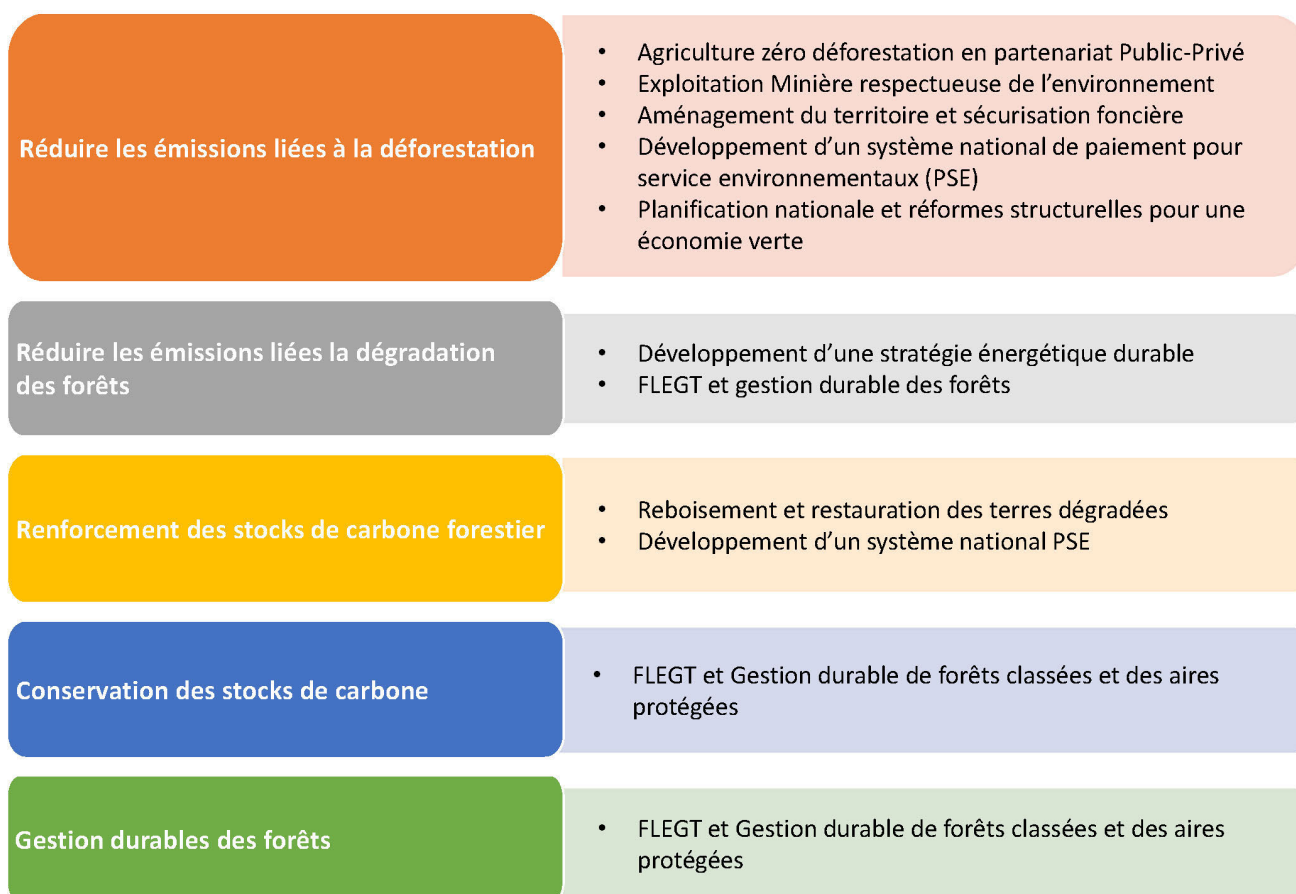 Réduire les émissions liées à la déforestation
• Agriculture zéro déforestation en partenariat Public-Privé
• Exploitation Minière respectueuse de l’environnement
• Aménagement du territoire et sécurisation foncière
• Développement d’un système national de paiement pour
service environnementaux (PSE)
• Planification nationale et réformes structurelles pour une
économie verte
Réduire les émissions liées la dégradation
des forêts
• Développement d’une stratégie énergétique durable
• FLEGT et gestion durable des forêts
Renforcement des stocks de carbone forestier
• Reboisement et restauration des terres dégradées
• Développement d’un système national PSE
Conservation des stocks de carbone
• FLEGT et Gestion durable de forêts classées et des aires
protégées
Gestion durables des forêts
• FLEGT et Gestion durable de forêts classées et des aires
protégées